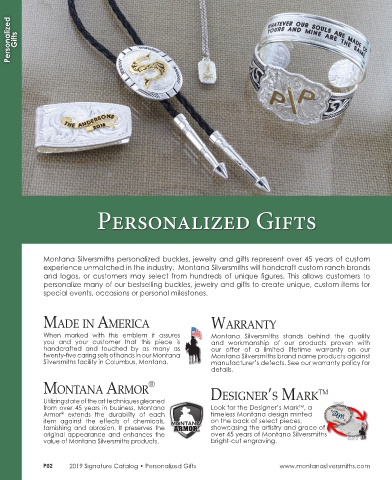 Personalized
Gifts
WHATEVER OUR SOULS ARE MADE OF
YOURS AND MINE ARE THE SAME
THE ANDERSONS
2018
P P
PERSONALIZED GIFTS
Montana Silversmiths personalized buckles, jewelry and gifts represent over 45 years of custom
experience unmatched in the industry. Montana Silversmiths will handcraft custom ranch brands
and logos, or customers may select from hundreds of unique figures. This allows customers to
personalize many of our bestselling buckles, jewelry and gifts to create unique, custom items for
special events, occasions or personal milestones.
MADE IN AMERICA
When marked with this emblem it assures
you and your customer that this piece is
handcrafted and touched by as many as
twenty-five caring sets of hands in our Montana
Silversmiths facility in Columbus, Montana.
WARRANTY
Montana Silversmiths stands behind the quality
and workmanship of our products proven with
our offer of a limited lifetime warranty on our
Montana Silversmiths brand name products against
manufacturer's defects. See our warranty policy for
details.
MONTANA ARMOR®
Utilizing state of the art techniques gleaned
from over 45 years in business, Montana
Armor® extends the durability of each
item against the effects of chemicals,
tarnishing and abrasion. It preserves the
original appearance and enhances the
value of Montana Silversmiths products.
MONTANA
ARMOR
DESIGNER'S MARK™
Look for the Designer's Mark™, a
timeless Montana design minted
on the back of select pieces,
showcasing the artistry and grace of
over 45 years of Montana Silversmiths
bright-cut engraving.
P02 2019 Signature Catalog • Personalized Gifts
www.montanasilversmiths.com